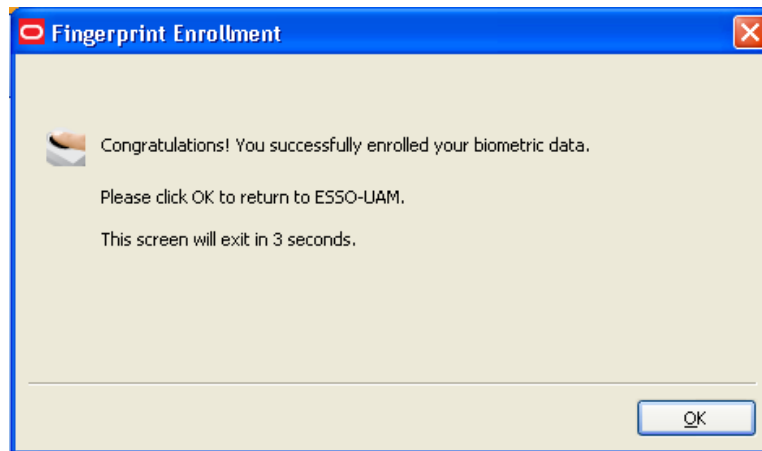 Fingerprint Enrollment
Congratulations! You successfully enrolled your biometric data.
Please click OK to return to ESSO-UAM.
This screen will exit in 3 seconds.
OK